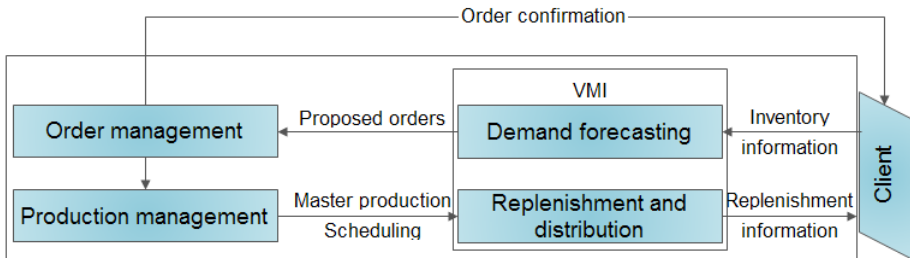 Order confirmation
VMI
Order management
Proposed orders
Demand forecasting
Inventory
information
Client
Production management
Master production
Scheduling
Replenishment and
distribution
Replenishment
information